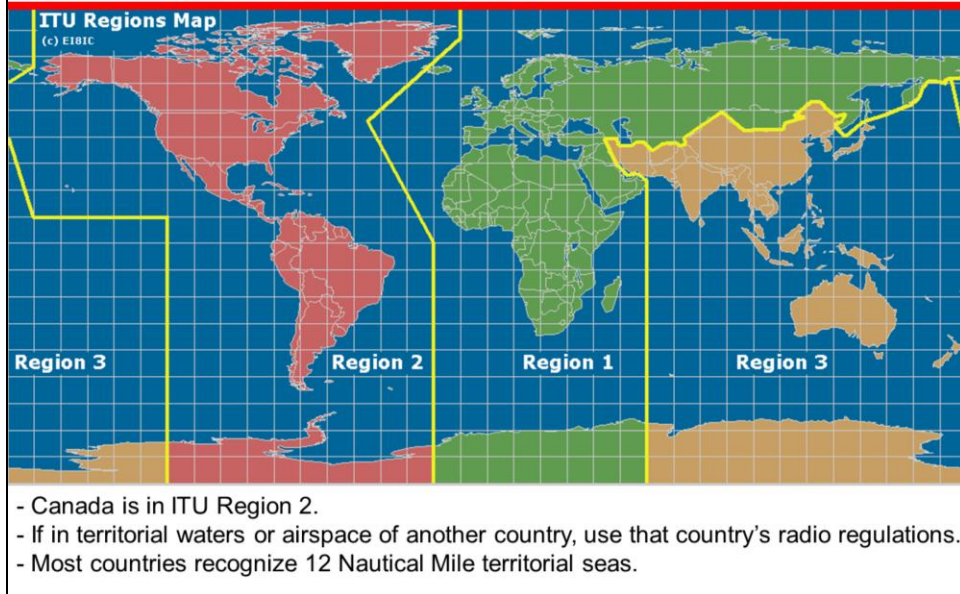 ITU Regions Map
(c) EI8IC
Region 3
Region 2
Region 1
Region 3
- Canada is in ITU Region 2.
- If in territorial waters or airspace of another country, use that country’s radio regulations.
- Most countries recognize 12 Nautical Mile territorial seas.